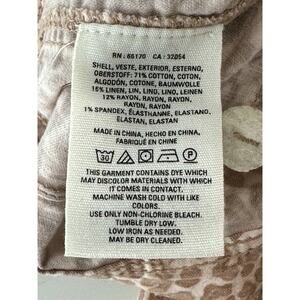 RN : 66170 CA : 32054
SHELL, VESTE, EXTERIOR, ESTERNO,
OBERSTOFF: 71% COTTON, COTON,
ALGODÓN, COTONE, BAUMWOLLE
16% LINEN, LIN, LINO, LINO, LEINEN
12% RAYON, RAYON, RAYON,
RAYON, RAYON
1% SPANDEX, ÉLASTHANNE, ELASTANO,
ELASTAN, ELASTAN
MADE IN CHINA, HECHO EN CHINA,
FABRIQUÉ EN CHINE
30
THIS GARMENT CONTAINS DYE WHICH
MAY DISCOLOR MATERIALS WITH WHICH
IT COMES IN CONTACT.
MACHINE WASH COLD WITH LIKE
COLORS.
USE ONLY NON-CHLORINE BLEACH.
TUMBLE DRY LOW.
LOW IRON AS NEEDED.
MAY BE DRY CLEANED.